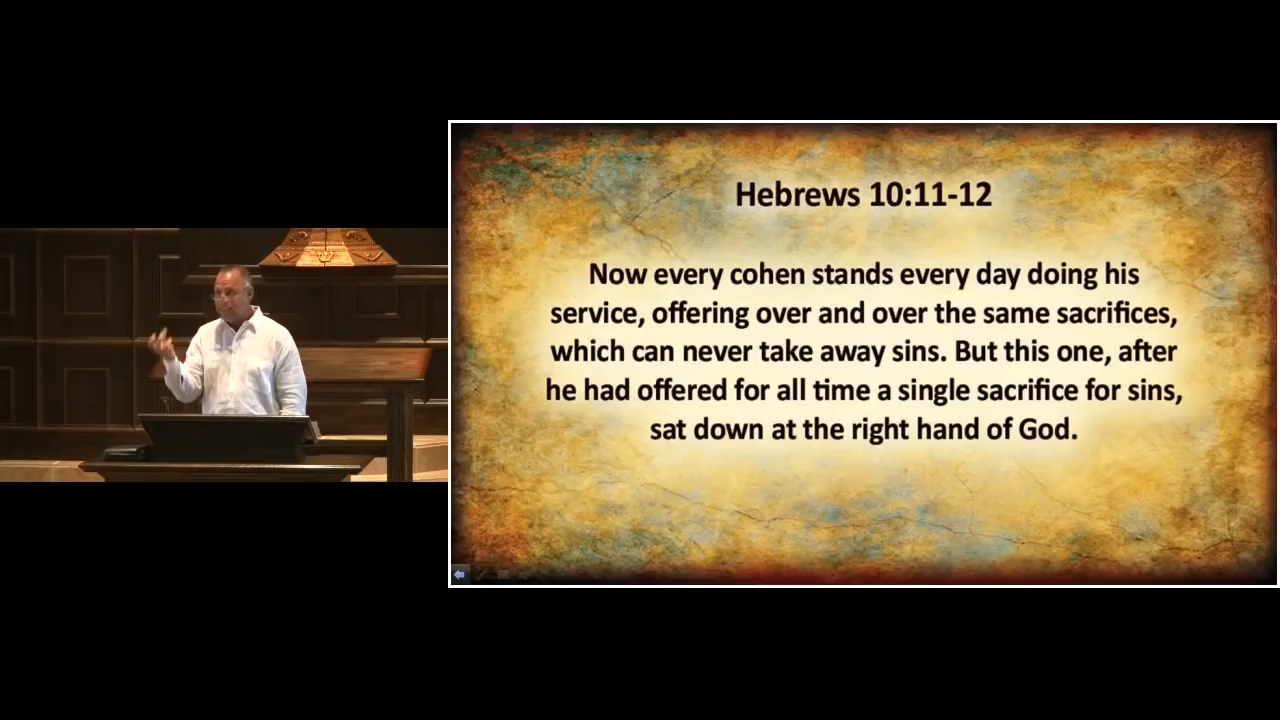 Hebrews 10:11-12
Now every cohen stands every day doing his
service, offering over and over the same sacrifices,
which can never take away sins. But this one, after
he had offered for all time a single sacrifice for sins,
sat down at the right hand of God.